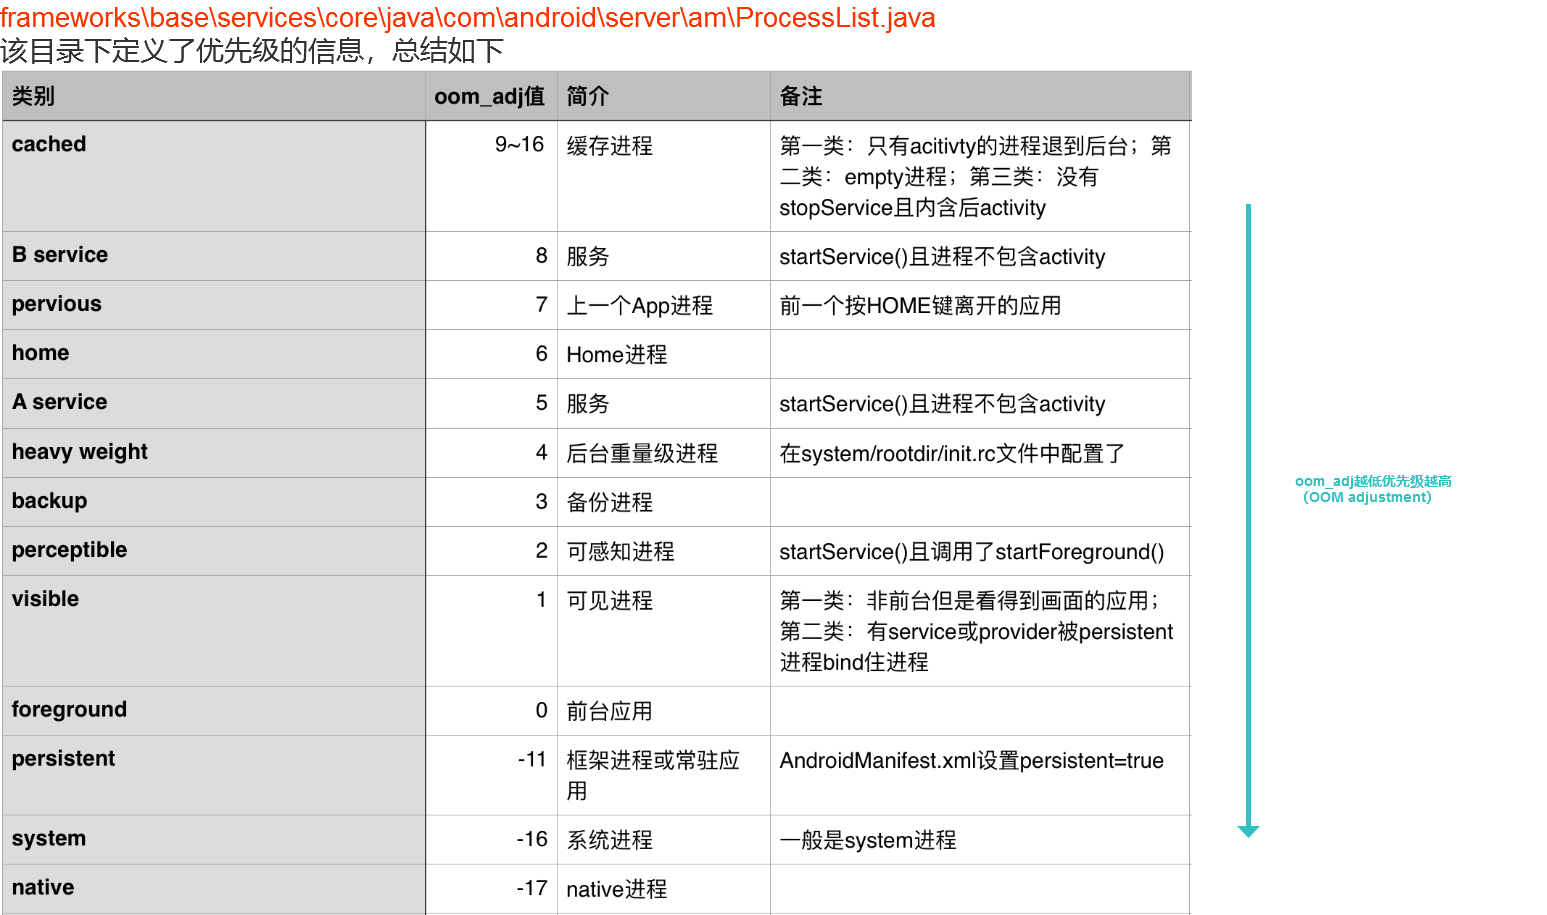 frameworks\base\services\core\java\com\android\server\am\ProcessList.java
该目录下定义了优先级的信息，总结如下
类别 oom_adj值 简介 备注
cached 9~16 缓存进程 第一类：只有acitivty的进程退到后台；第
二类：empty进程；第三类：没有
stopService且内含后activity
B service 8 服务 startService()且进程不包含activity
pervious 7 上一个App进程 前一个按HOME键离开的应用
home 6 Home进程
A service 5 服务 startService()且进程不包含activity
heavy weight 4 后台重量级进程 在system/rootdir/init.rc文件中配置了
backup 3 备份进程
perceptible 2 可感知进程 startService()且调用了startForeground()
visible 1 可见进程 第一类：非前台但是看得到画面的应用；
第二类：有service或provider被persistent
进程bind住进程
foreground 0 前台应用
persistent -11 框架进程或常驻应 AndroidManifest.xml设置persistent=true
用
system -16 系统进程 一般是system进程
native -17 native进程
oom_adj越低优先级越高
（OOM adjustment）